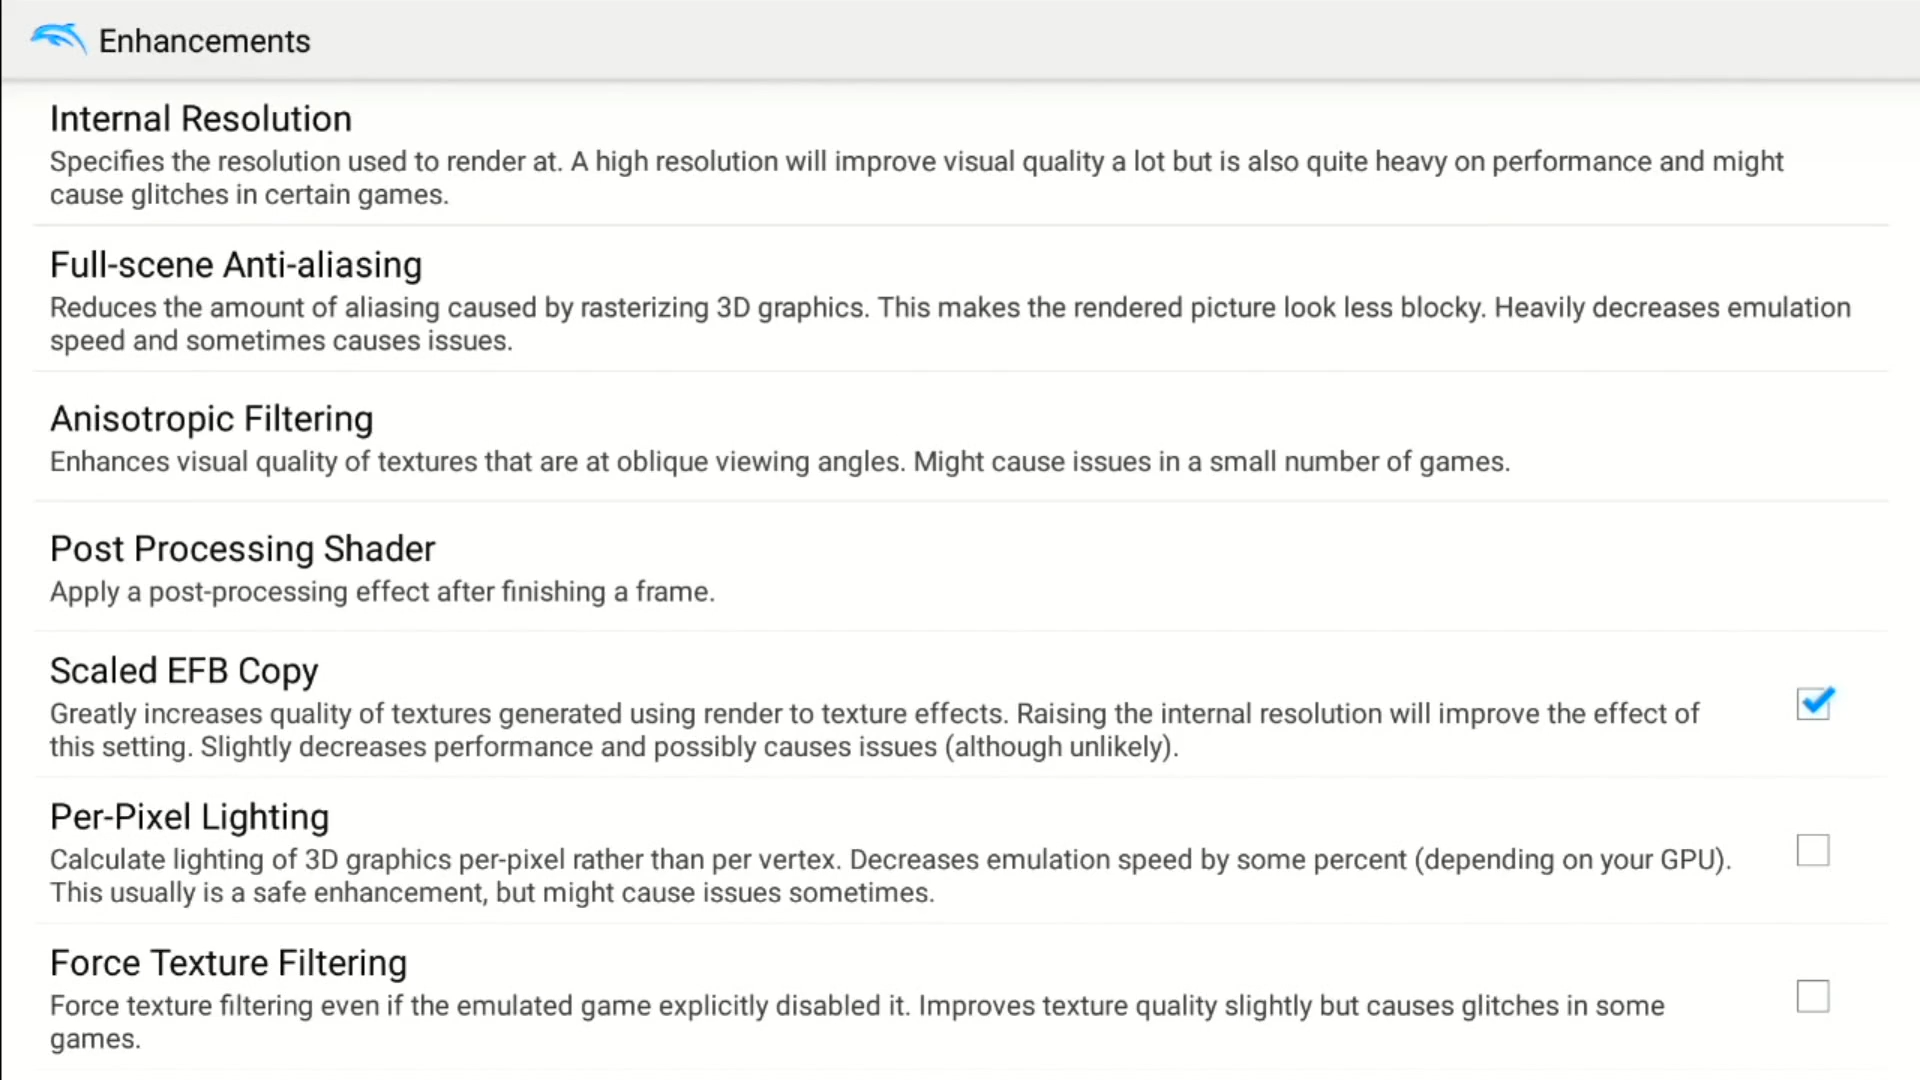 Enhancements
Internal Resolution
Specifies the resolution used to render at. A high resolution will improve visual quality a lot but is also quite heavy on performance and might
cause glitches in certain games.
Full-scene Anti-aliasing
Reduces the amount of aliasing caused by rasterizing 3D graphics. This makes the rendered picture look less blocky. Heavily decreases emulation
speed and sometimes causes issues.
Anisotropic Filtering
Enhances visual quality of textures that are at oblique viewing angles. Might cause issues in a small number of games.
Post Processing Shader
Apply a post-processing effect after finishing a frame.
Scaled EFB Copy
Greatly increases quality of textures generated using render to texture effects. Raising the internal resolution will improve the effect of
this setting. Slightly decreases performance and possibly causes issues (although unlikely).
Per-Pixel Lighting
Calculate lighting of 3D graphics per-pixel rather than per vertex. Decreases emulation speed by some percent (depending on your GPU).
This usually is a safe enhancement, but might cause issues sometimes.
Force Texture Filtering
Force texture filtering even if the emulated game explicitly disabled it. Improves texture quality slightly but causes glitches in some
games.